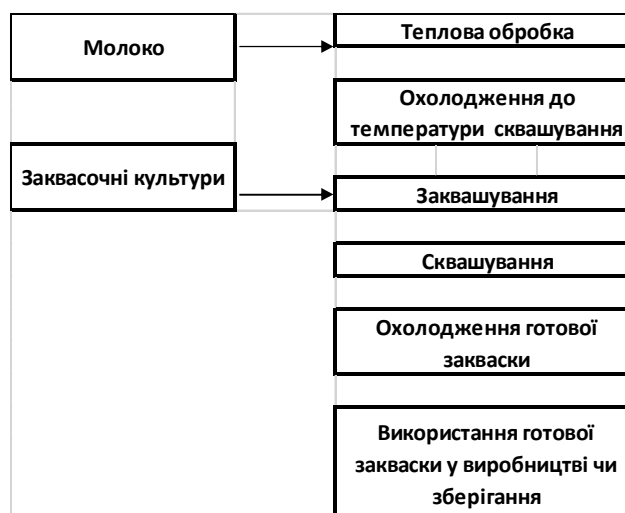 Молоко
Теплова обробка
Охолодження до
температури сквашування
Заквасочні культури
Заквашування
Сквашування
Охолодження готової
закваски
Використання готової
закваски у виробництві чи
зберігання